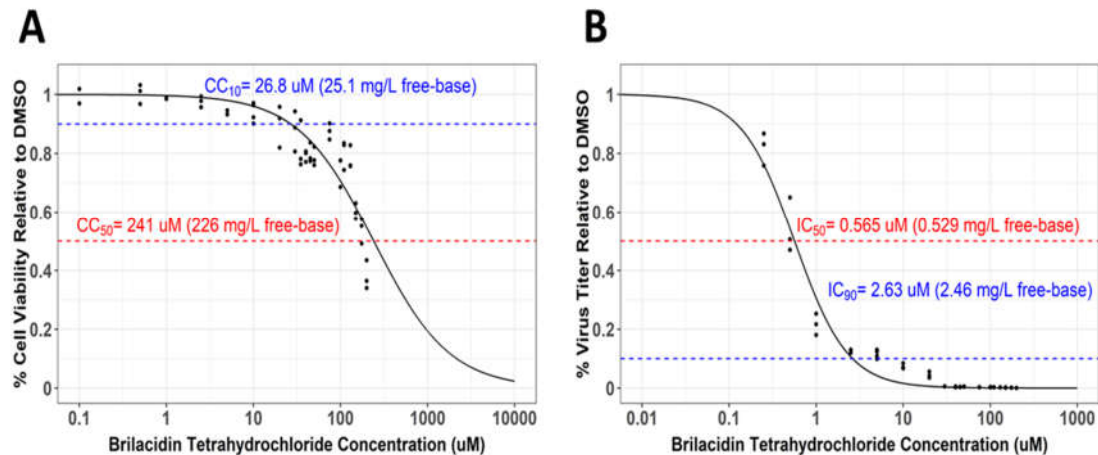 A
B
% Cell Viability Relative to DMSO
1
0.8
0.6
0.4
0.2
0
CC10= 26.8 uM (25.1 mg/L free-base)
CC50= 241 uM (226 mg/L free-base)
0.1 1 10 100 1000 10000
Brilacidin Tetrahydrochloride Concentration (uM)
% Virus Titer Relative to DMSO
1
0.8
0.6
0.4
0.2
0
IC50= 0.565 uM (0.529 mg/L free-base)
IC90= 2.63 uM (2.46 mg/L free-base)
0.01 0.1 1 10 100 1000
Brilacidin Tetrahydrochloride Concentration (uM)